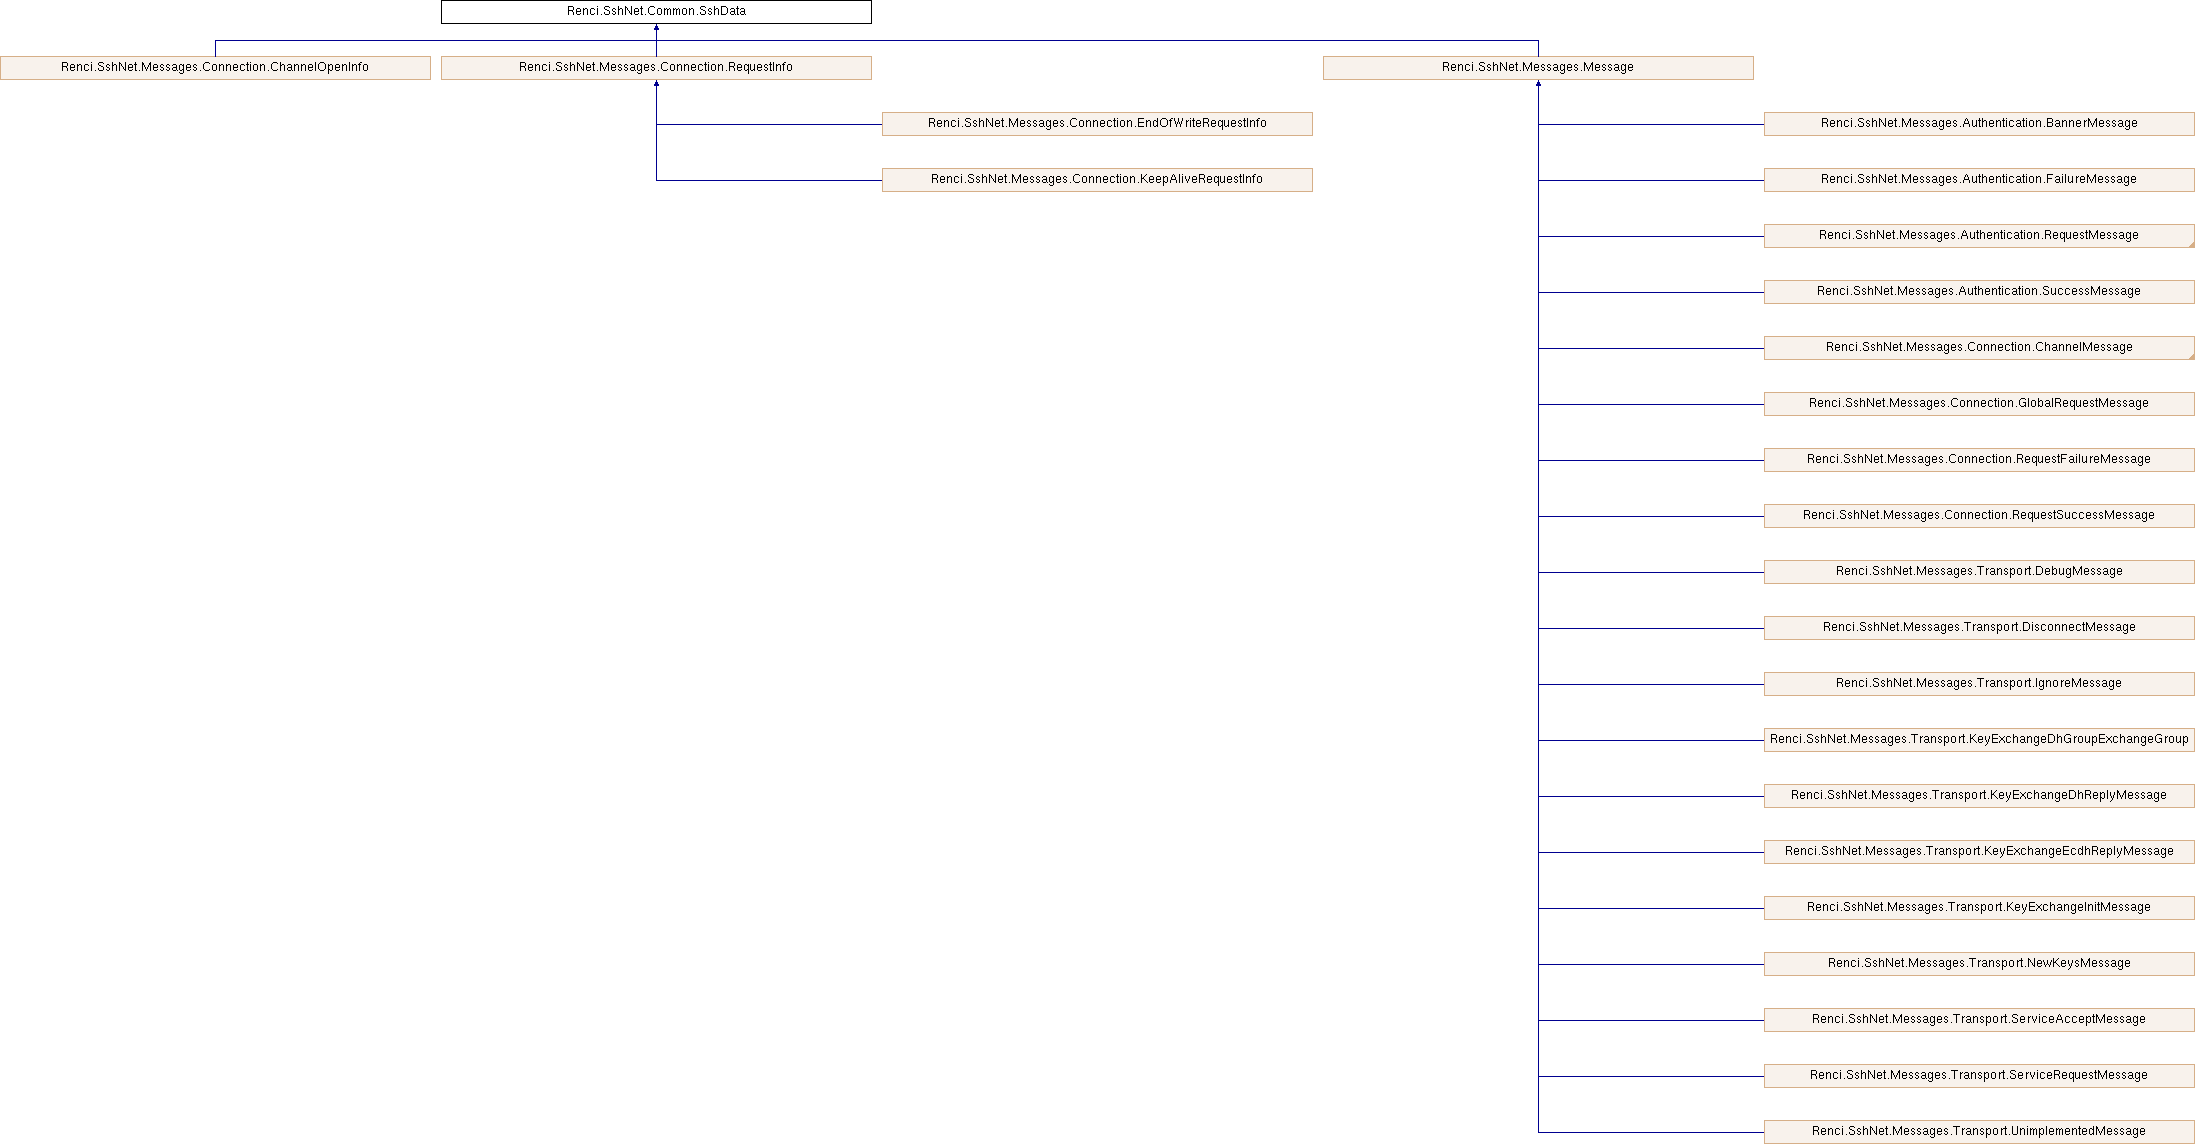 Renci.SshNet.Common.SshData
Renci.SshNet.Messages.Connection.ChannelOpenInfo
Renci.SshNet.Messages.Connection.RequestInfo
Renci.SshNet.Messages.Message
Renci.SshNet.Messages.Connection.EndOfWriteRequestInfo
Renci.SshNet.Messages.Authentication.BannerMessage
Renci.SshNet.Messages.Connection.KeepAliveRequestInfo
Renci.SshNet.Messages.Authentication.FailureMessage
Renci.SshNet.Messages.Authentication.RequestMessage
Renci.SshNet.Messages.Authentication.SuccessMessage
Renci.SshNet.Messages.Connection.ChannelMessage
Renci.SshNet.Messages.Connection.GlobalRequestMessage
Renci.SshNet.Messages.Connection.RequestFailureMessage
Renci.SshNet.Messages.Connection.RequestSuccessMessage
Renci.SshNet.Messages.Transport.DebugMessage
Renci.SshNet.Messages.Transport.DisconnectMessage
Renci.SshNet.Messages.Transport.IgnoreMessage
Renci.SshNet.Messages.Transport.KeyExchangeDhGroupExchangeGroup
Renci.SshNet.Messages.Transport.KeyExchangeDhReplyMessage
Renci.SshNet.Messages.Transport.KeyExchangeEcdhReplyMessage
Renci.SshNet.Messages.Transport.KeyExchangeInitMessage
Renci.SshNet.Messages.Transport.NewKeysMessage
Renci.SshNet.Messages.Transport.ServiceAcceptMessage
Renci.SshNet.Messages.Transport.ServiceRequestMessage
Renci.SshNet.Messages.Transport.UnimplementedMessage